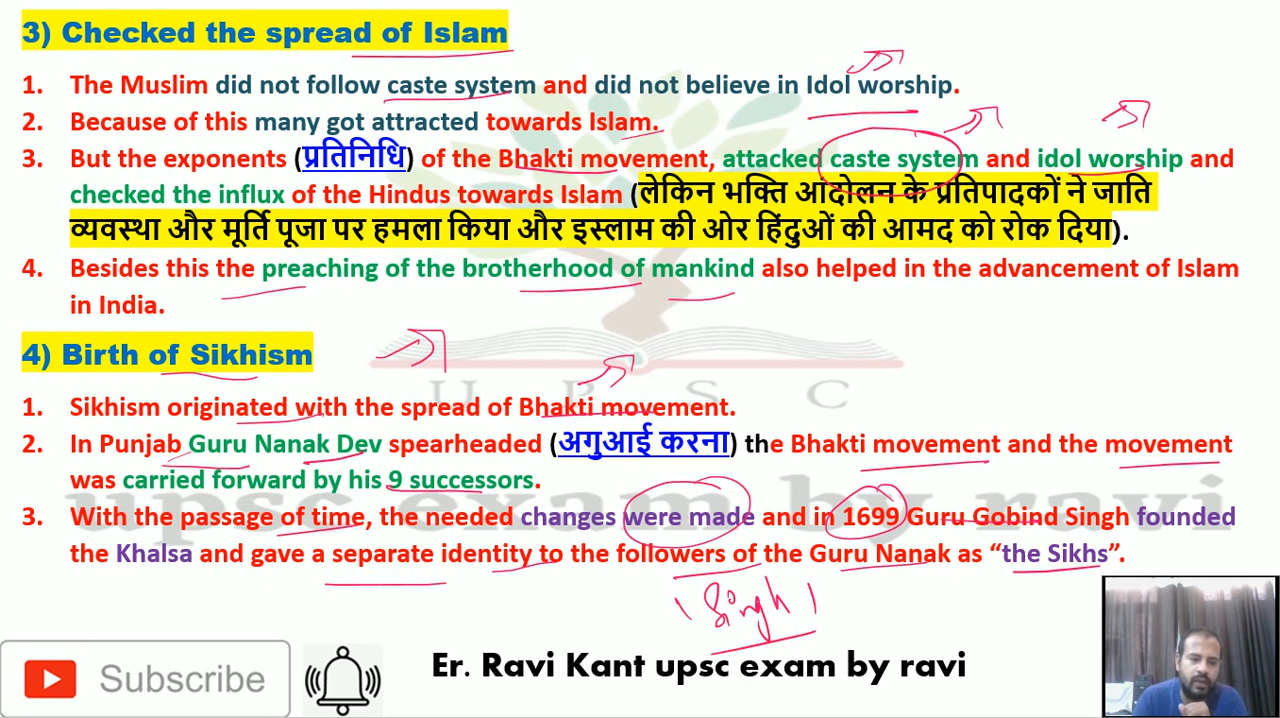 3) Checked the spread of Islam
1. The Muslim did not follow caste system and did not believe in Idol worship.
2. Because of this many got attracted towards Islam.
3. But the exponents (प्रतिनिधि) of the Bhakti movement, attacked caste system and idol worship and
checked the influx of the Hindus towards Islam (लेकिन भक्ति आंदोलन के प्रतिपादकों ने जाति
व्यवस्था और मूर्ति पूजा पर हमला किया और इस्लाम की ओर हिंदुओं की आमद को रोक दिया).
4. Besides this the preaching of the brotherhood of mankind also helped in the advancement of Islam
in India.
4) Birth of Sikhism
U P S C
1. Sikhism originated with the spread of Bhakti movement.
2. In Punjab Guru Nanak Dev spearheaded (अगुआई करना) the Bhakti movement and the movement
was carried forward by his 9 successors.
upsc exam by ravi
3. With the passage of time, the needed changes were made and in 1699 Guru Gobind Singh founded
the Khalsa and gave a separate identity to the followers of the Guru Nanak as “the Sikhs”.
(Singh)
Subscribe
Er. Ravi Kant upsc exam by ravi